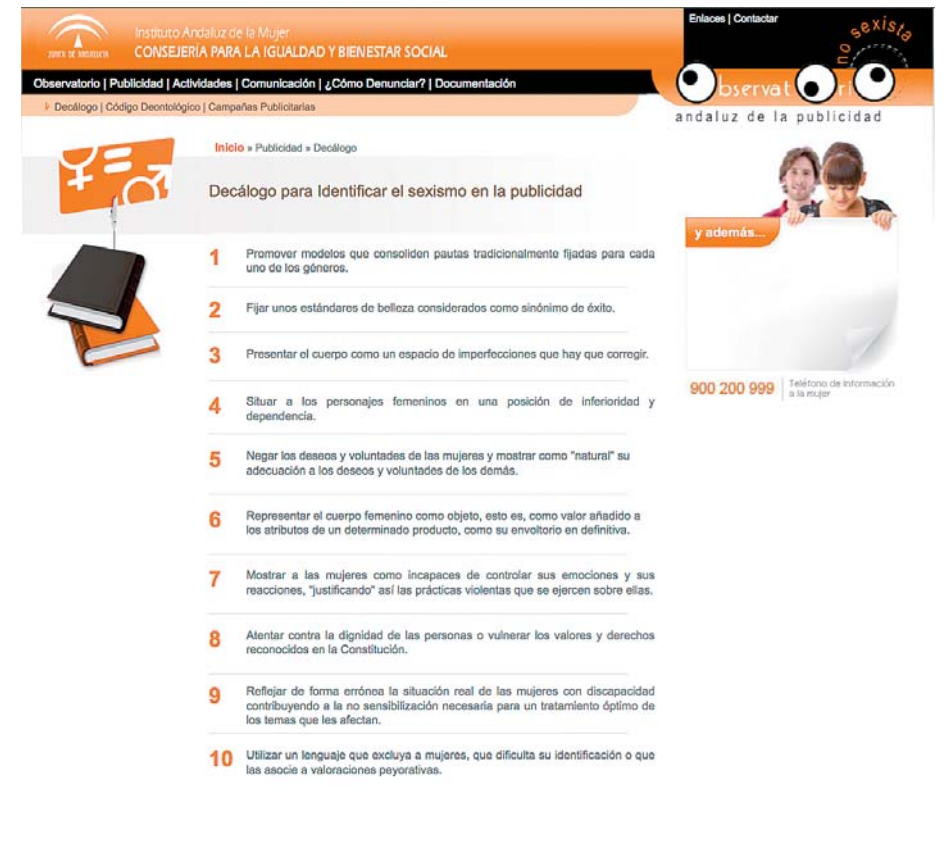 Enlaces | Contactar
Instituto Andaluz de la Mujer
CONSEJERÍA PARA LA IGUALDAD Y BIENESTAR SOCIAL
JUNTA DE ANDALUCIA
no sexista
Observatorio | Publicidad | Actividades | Comunicación | ¿Cómo Denunciar? | Documentación
Observatorio
andaluz de la publicidad
Decálogo | Código Deontológico | Campañas Publicitarias
Inicio » Publicidad » Decálogo
Decálogo para Identificar el sexismo en la publicidad
y además...
1 Promover modelos que consoliden pautas tradicionalmente fijadas para cada
uno de los géneros.
2 Fijar unos estándares de belleza considerados como sinónimo de éxito.
3 Presentar el cuerpo como un espacio de imperfecciones que hay que corregir.
900 200 999 Teléfono de información
a la mujer
4 Situar a los personajes femeninos en una posición de inferioridad y
dependencia.
5 Negar los deseos y voluntades de las mujeres y mostrar como "natural" su
adecuación a los deseos y voluntades de los demás.
6 Representar el cuerpo femenino como objeto, esto es, como valor añadido a
los atributos de un determinado producto, como su envoltorio en definitiva.
7 Mostrar a las mujeres como incapaces de controlar sus emociones y sus
reacciones, "justificando" así las prácticas violentas que se ejercen sobre ellas.
8 Atentar contra la dignidad de las personas o vulnerar los valores y derechos
reconocidos en la Constitución.
9 Reflejar de forma errónea la situación real de las mujeres con discapacidad
contribuyendo a la no sensibilización necesaria para un tratamiento óptimo de
los temas que les afectan.
10 Utilizar un lenguaje que excluya a mujeres, que dificulta su identificación o que
las asocie a valoraciones peyorativas.